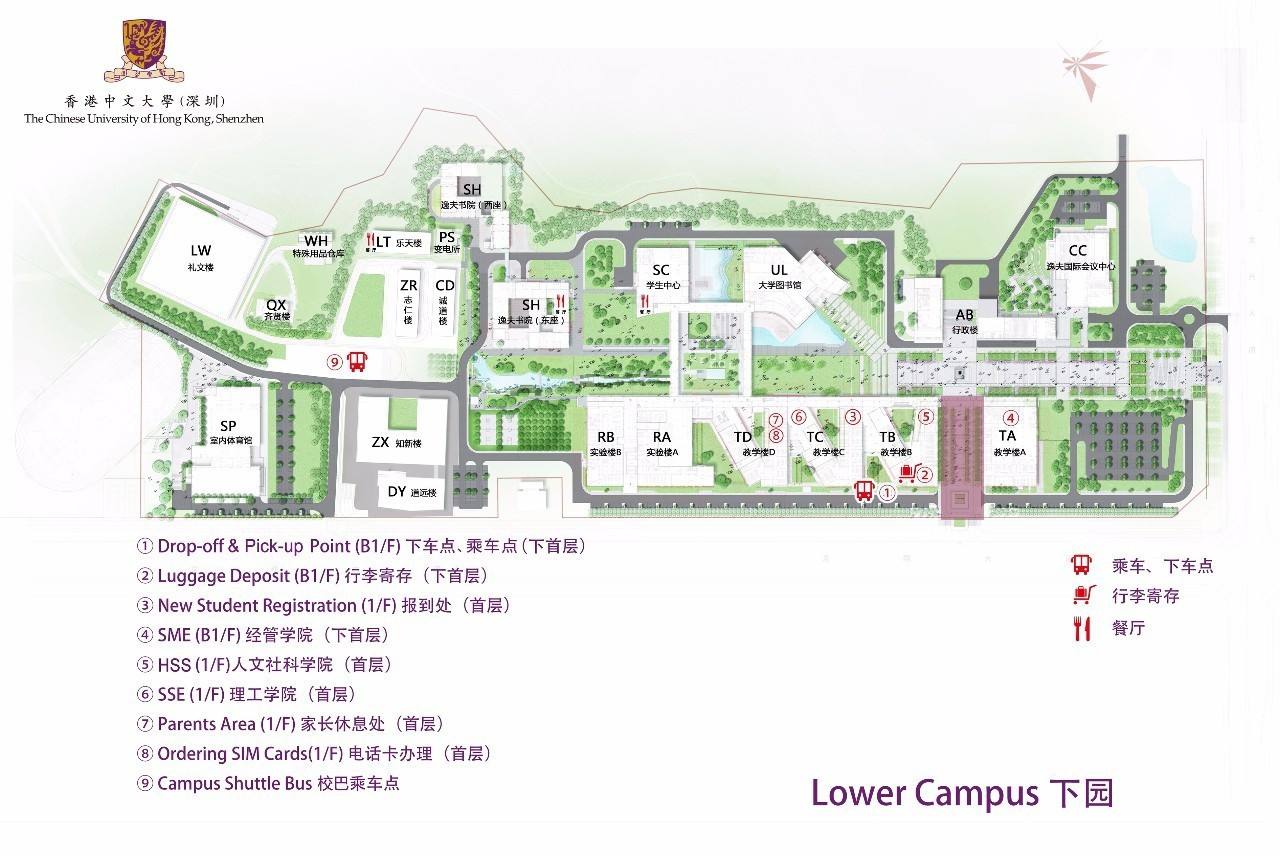 香港中文大學(深圳)
The Chinese University of Hong Kong, Shenzhen
SH
逸夫书院（西座）
LW
礼文楼
WH
特殊用品仓库
餐厅
LT 乐天楼
PS
变电所
QX
齐贤楼
ZR
志仁楼
CD
诚道楼
SH
逸夫书院（东座）
餐厅
SC
学生中心
餐厅
UL
大学图书馆
CC
逸夫国际会议中心
AB
行政楼
⑨
SP
室内体育馆
ZX 知新楼
DY 道远楼
RB
实验楼B
RA
实验楼A
TD
教学楼D
⑦
⑧
⑥
TC
教学楼C
③
TB
教学楼B
⑤
④
TA
教学楼A
①
②
① Drop-off & Pick-up Point (B1/F) 下车点、乘车点（下首层）
② Luggage Deposit (B1/F) 行李寄存（下首层）
③ New Student Registration (1/F) 报到处（首层）
④ SME (B1/F) 经管学院（下首层）
⑤ HSS (1/F)人文社科学院（首层）
⑥ SSE (1/F) 理工学院（首层）
⑦ Parents Area (1/F) 家长休息处（首层）
⑧ Ordering SIM Cards(1/F) 电话卡办理（首层）
⑨ Campus Shuttle Bus 校巴乘车点
乘车、下车点
行李寄存
餐厅
Lower Campus 下园